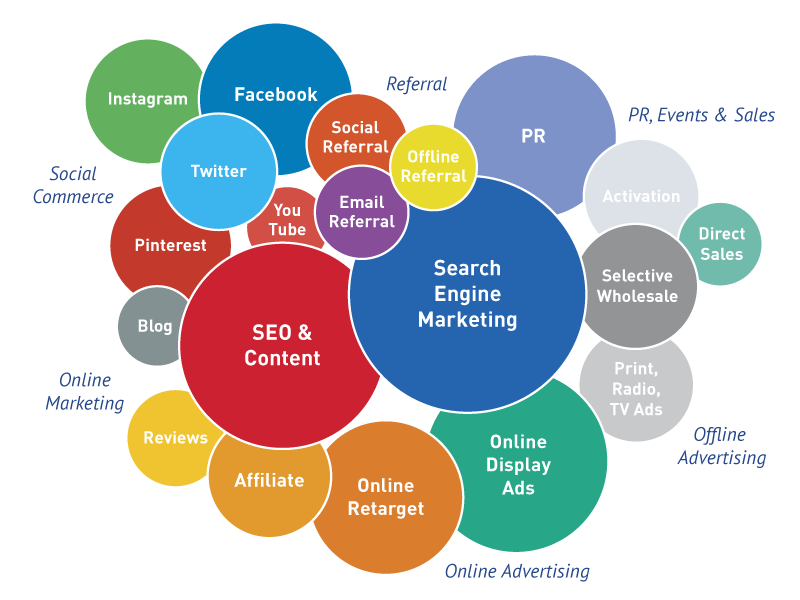 Referral
PR, Events & Sales
Instagram
Facebook
Social
Referral
Offline
Referral
PR
Social
Commerce
Twitter
Activation
Email
Referral
You
Tube
Pinterest
Direct
Sales
Search
Engine
Marketing
Selective
Wholesale
Blog
SEO &
Content
Print,
Radio,
TV Ads
Online
Marketing
Reviews
Offline
Advertising
Affiliate
Online
Retarget
Online
Display
Ads
Online Advertising